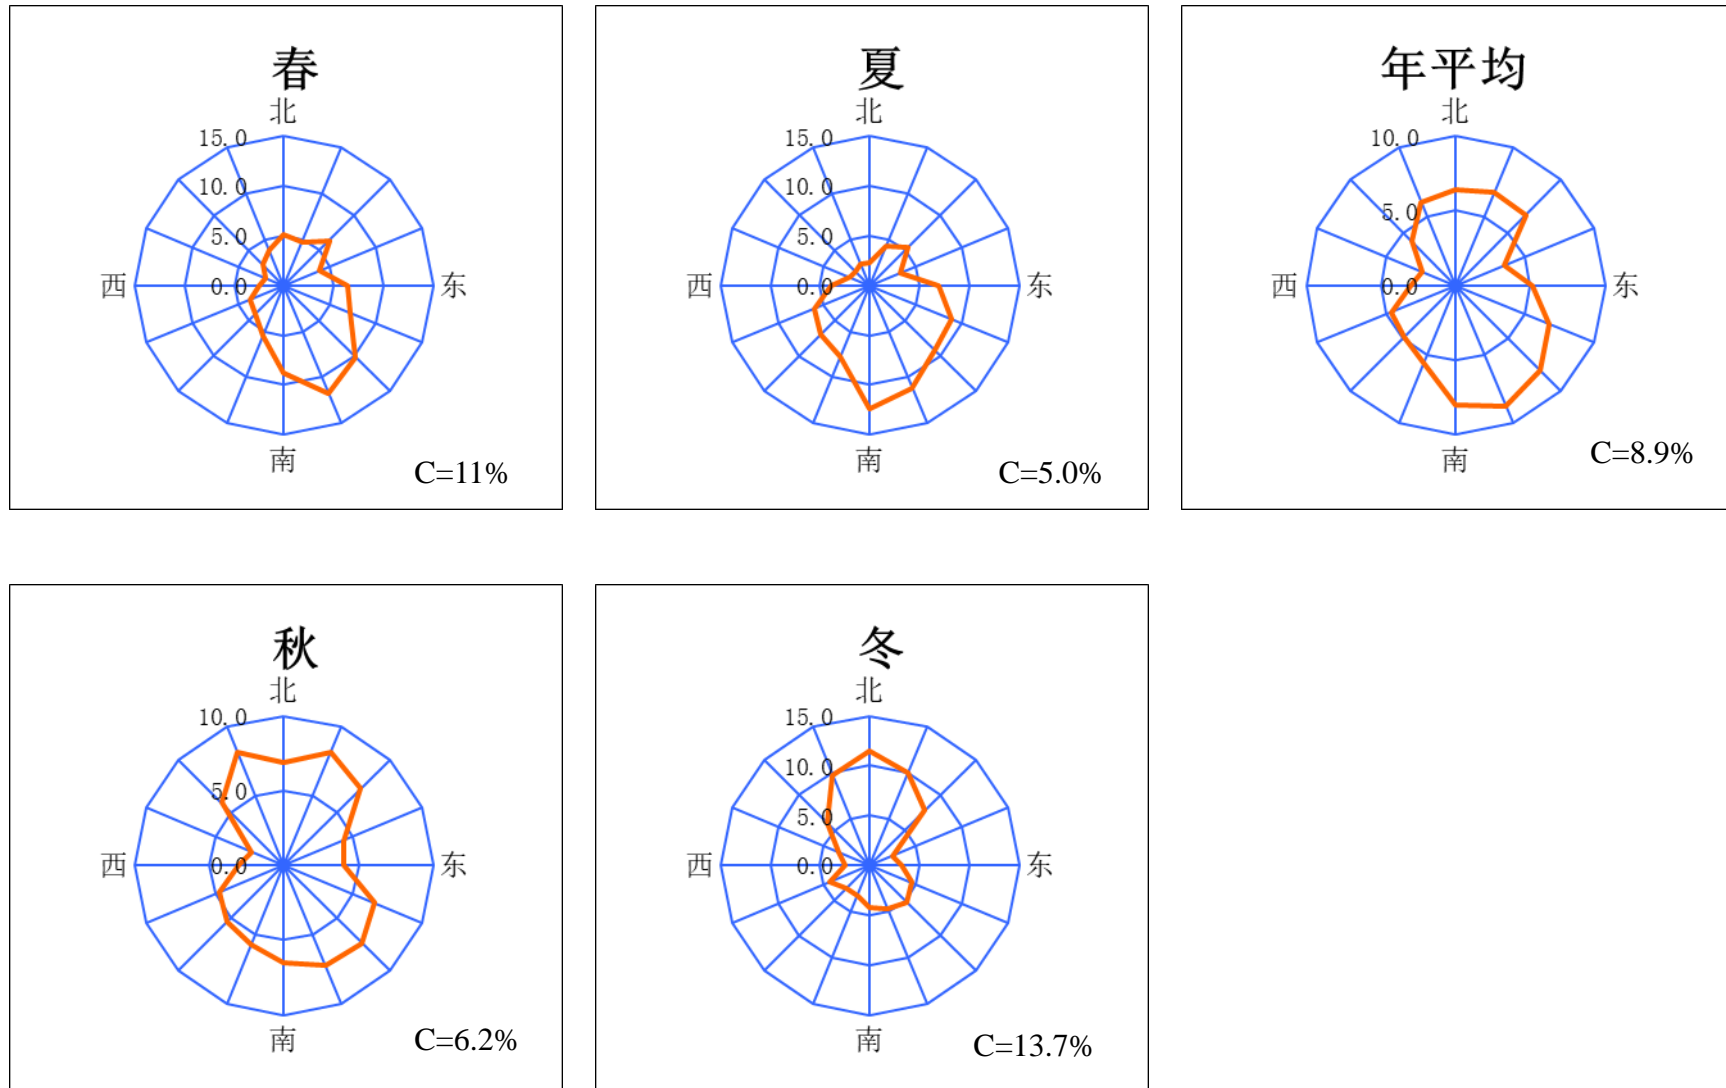 春
北
15.0
10.0
5.0
西 0.0 东
南
C=11%
夏
北
15.0
10.0
5.0
西 0.0 东
南
C=5.0%
年平均
北
10.0
5.0
西 0.0 东
南
C=8.9%
秋
北
10.0
5.0
西 0.0 东
南
C=6.2%
冬
北
15.0
10.0
5.0
西 0.0 东
南
C=13.7%